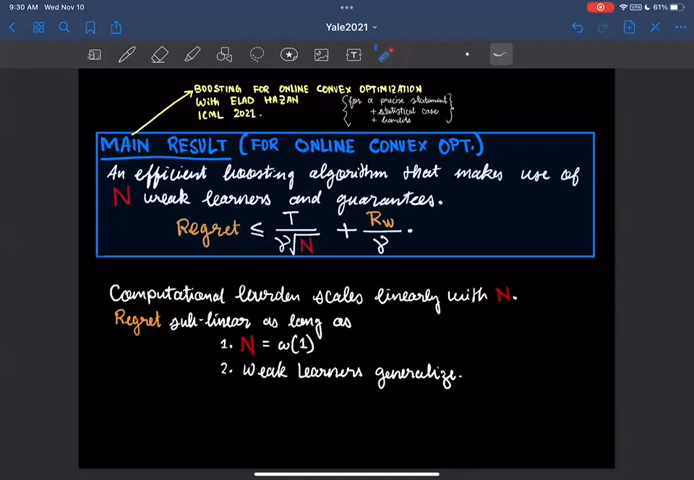 9:30 AM Wed Nov 10
61%
Yale2021
BOOSTING FOR ONLINE CONVEX OPTIMIZATION
WITH ELAD HAZAN
ICML 2021.
(for a precise statement
+ statistical case
+ bandits
MAIN RESULT (FOR ONLINE CONVEX OPT.)
An efficient boosting algorithm that makes use of
N weak learners and guarantees.
Regret ≤ T/(γ√N) + R_W/γ.
Computational burden scales linearly with N.
Regret sub-linear as long as
1. N = ω(1)
2. Weak Learners generalize.